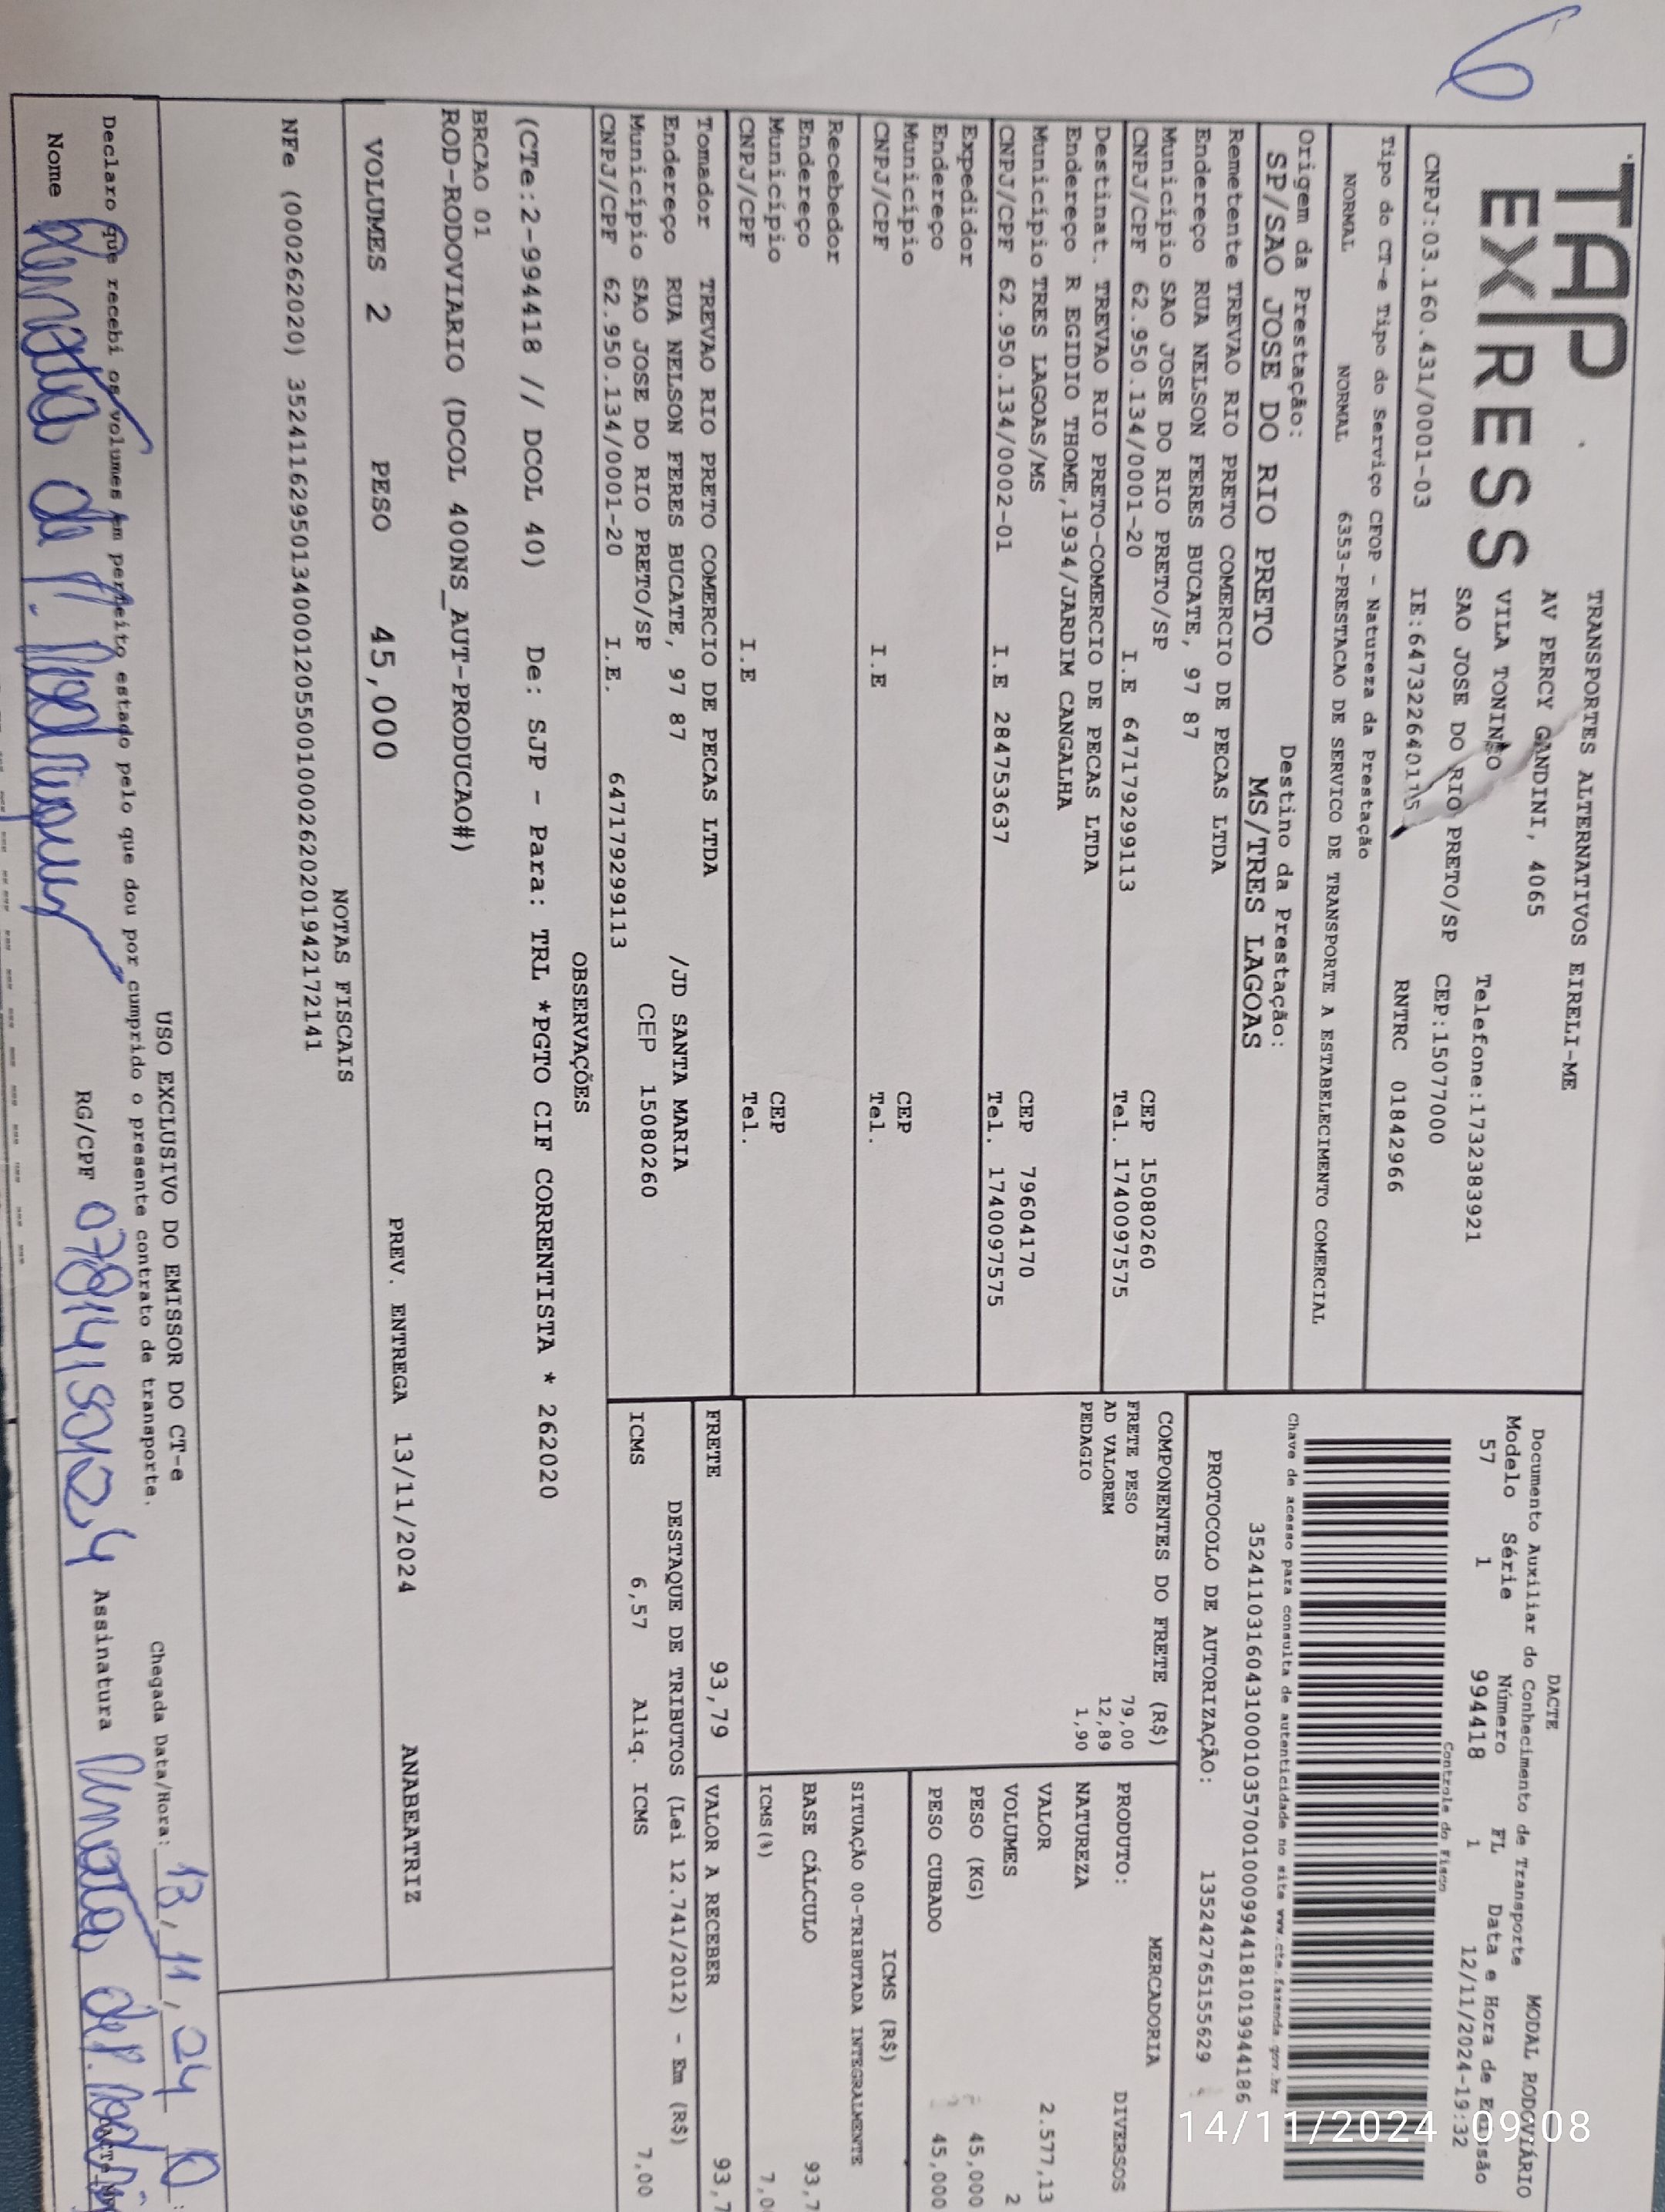 6
TAP
EXPRESS
TRANSPORTES ALTERNATIVOS EIRELI-ME
AV PERCY GANDINI, 4065
VILA TONINHO
SAO JOSE DO RIO PRETO/SP
Telefone:1732383921
CEP:15077000
CNPJ:03.160.431/0001-03 IE:647322640115 RNTRC 01842966
Tipo do CT-e Tipo do Serviço CFOP - Natureza da Prestação
NORMAL NORMAL 6353-PRESTACAO DE SERVICO DE TRANSPORTE A ESTABELECIMENTO COMERCIAL
Origem da Prestação: Destino da Prestação:
SP/SAO JOSE DO RIO PRETO MS/TRES LAGOAS
DACTE
Documento Auxiliar do Conhecimento de Transporte MODAL RODOVIÁRIO
Modelo Série Número FL Data e Hora de Emissão
57 1 994418 1 12/11/2024-19:32
Controle do Fisco
Chave de acesso para consulta de autenticidade no site www.cte.fazenda.gov.br
35241103160431000103570010009944181019944186
PROTOCOLO DE AUTORIZAÇÃO: 135242765155629
Remetente TREVAO RIO PRETO COMERCIO DE PECAS LTDA
Endereço RUA NELSON FERES BUCATE, 97 87
Município SAO JOSE DO RIO PRETO/SP CEP 15080260
CNPJ/CPF 62.950.134/0001-20 I.E 647179299113 Tel. 1740097575
Destinat. TREVAO RIO PRETO-COMERCIO DE PECAS LTDA
Endereço R EGIDIO THOME,1934/JARDIM CANGALHA
Município TRES LAGOAS/MS CEP 79604170
CNPJ/CPF 62.950.134/0002-01 I.E 284753637 Tel. 1740097575
Expedidor
Endereço
Município CEP
CNPJ/CPF I.E Tel.
Recebedor
Endereço
Município CEP
CNPJ/CPF I.E Tel.
Tomador TREVAO RIO PRETO COMERCIO DE PECAS LTDA
Endereço RUA NELSON FERES BUCATE, 97 87 /JD SANTA MARIA
Município SAO JOSE DO RIO PRETO/SP CEP 15080260
CNPJ/CPF 62.950.134/0001-20 I.E. 647179299113
COMPONENTES DO FRETE (R$)
FRETE PESO 79,00
AD VALOREM 12,89
PEDAGIO 1,90
MERCADORIA
PRODUTO: DIVERSOS
NATUREZA
VALOR 2.577,13
VOLUMES 2
PESO (KG) 45,000
PESO CUBADO 45,000
ICMS (R$)
SITUAÇÃO 00-TRIBUTADA INTEGRALMENTE
BASE CÁLCULO 93,7
ICMS(%) 7,0
FRETE 93,79 VALOR A RECEBER 93,7
DESTAQUE DE TRIBUTOS (Lei 12.741/2012) - Em (R$)
ICMS 6,57 Aliq. ICMS 7,00
OBSERVAÇÕES
(CTe:2-994418 // DCOL 40) De: SJP - Para: TRL *PGTO CIF CORRENTISTA * 262020
BRCAO 01
ROD-RODOVIARIO (DCOL 400NS_AUT-PRODUCAO#)
VOLUMES 2 PESO 45,000 PREV. ENTREGA 13/11/2024 ANABEATRIZ
NOTAS FISCAIS
NFe (000262020) 35241162950134000120550010002620201942172141
USO EXCLUSIVO DO EMISSOR DO CT-e
Declaro que recebi os volumes em perfeito estado pelo que dou por cumprido o presente contrato de transporte.
Chegada Data/Hora: 13/11/24
Nome RG/CPF Assinatura
14/11/2024 09:08